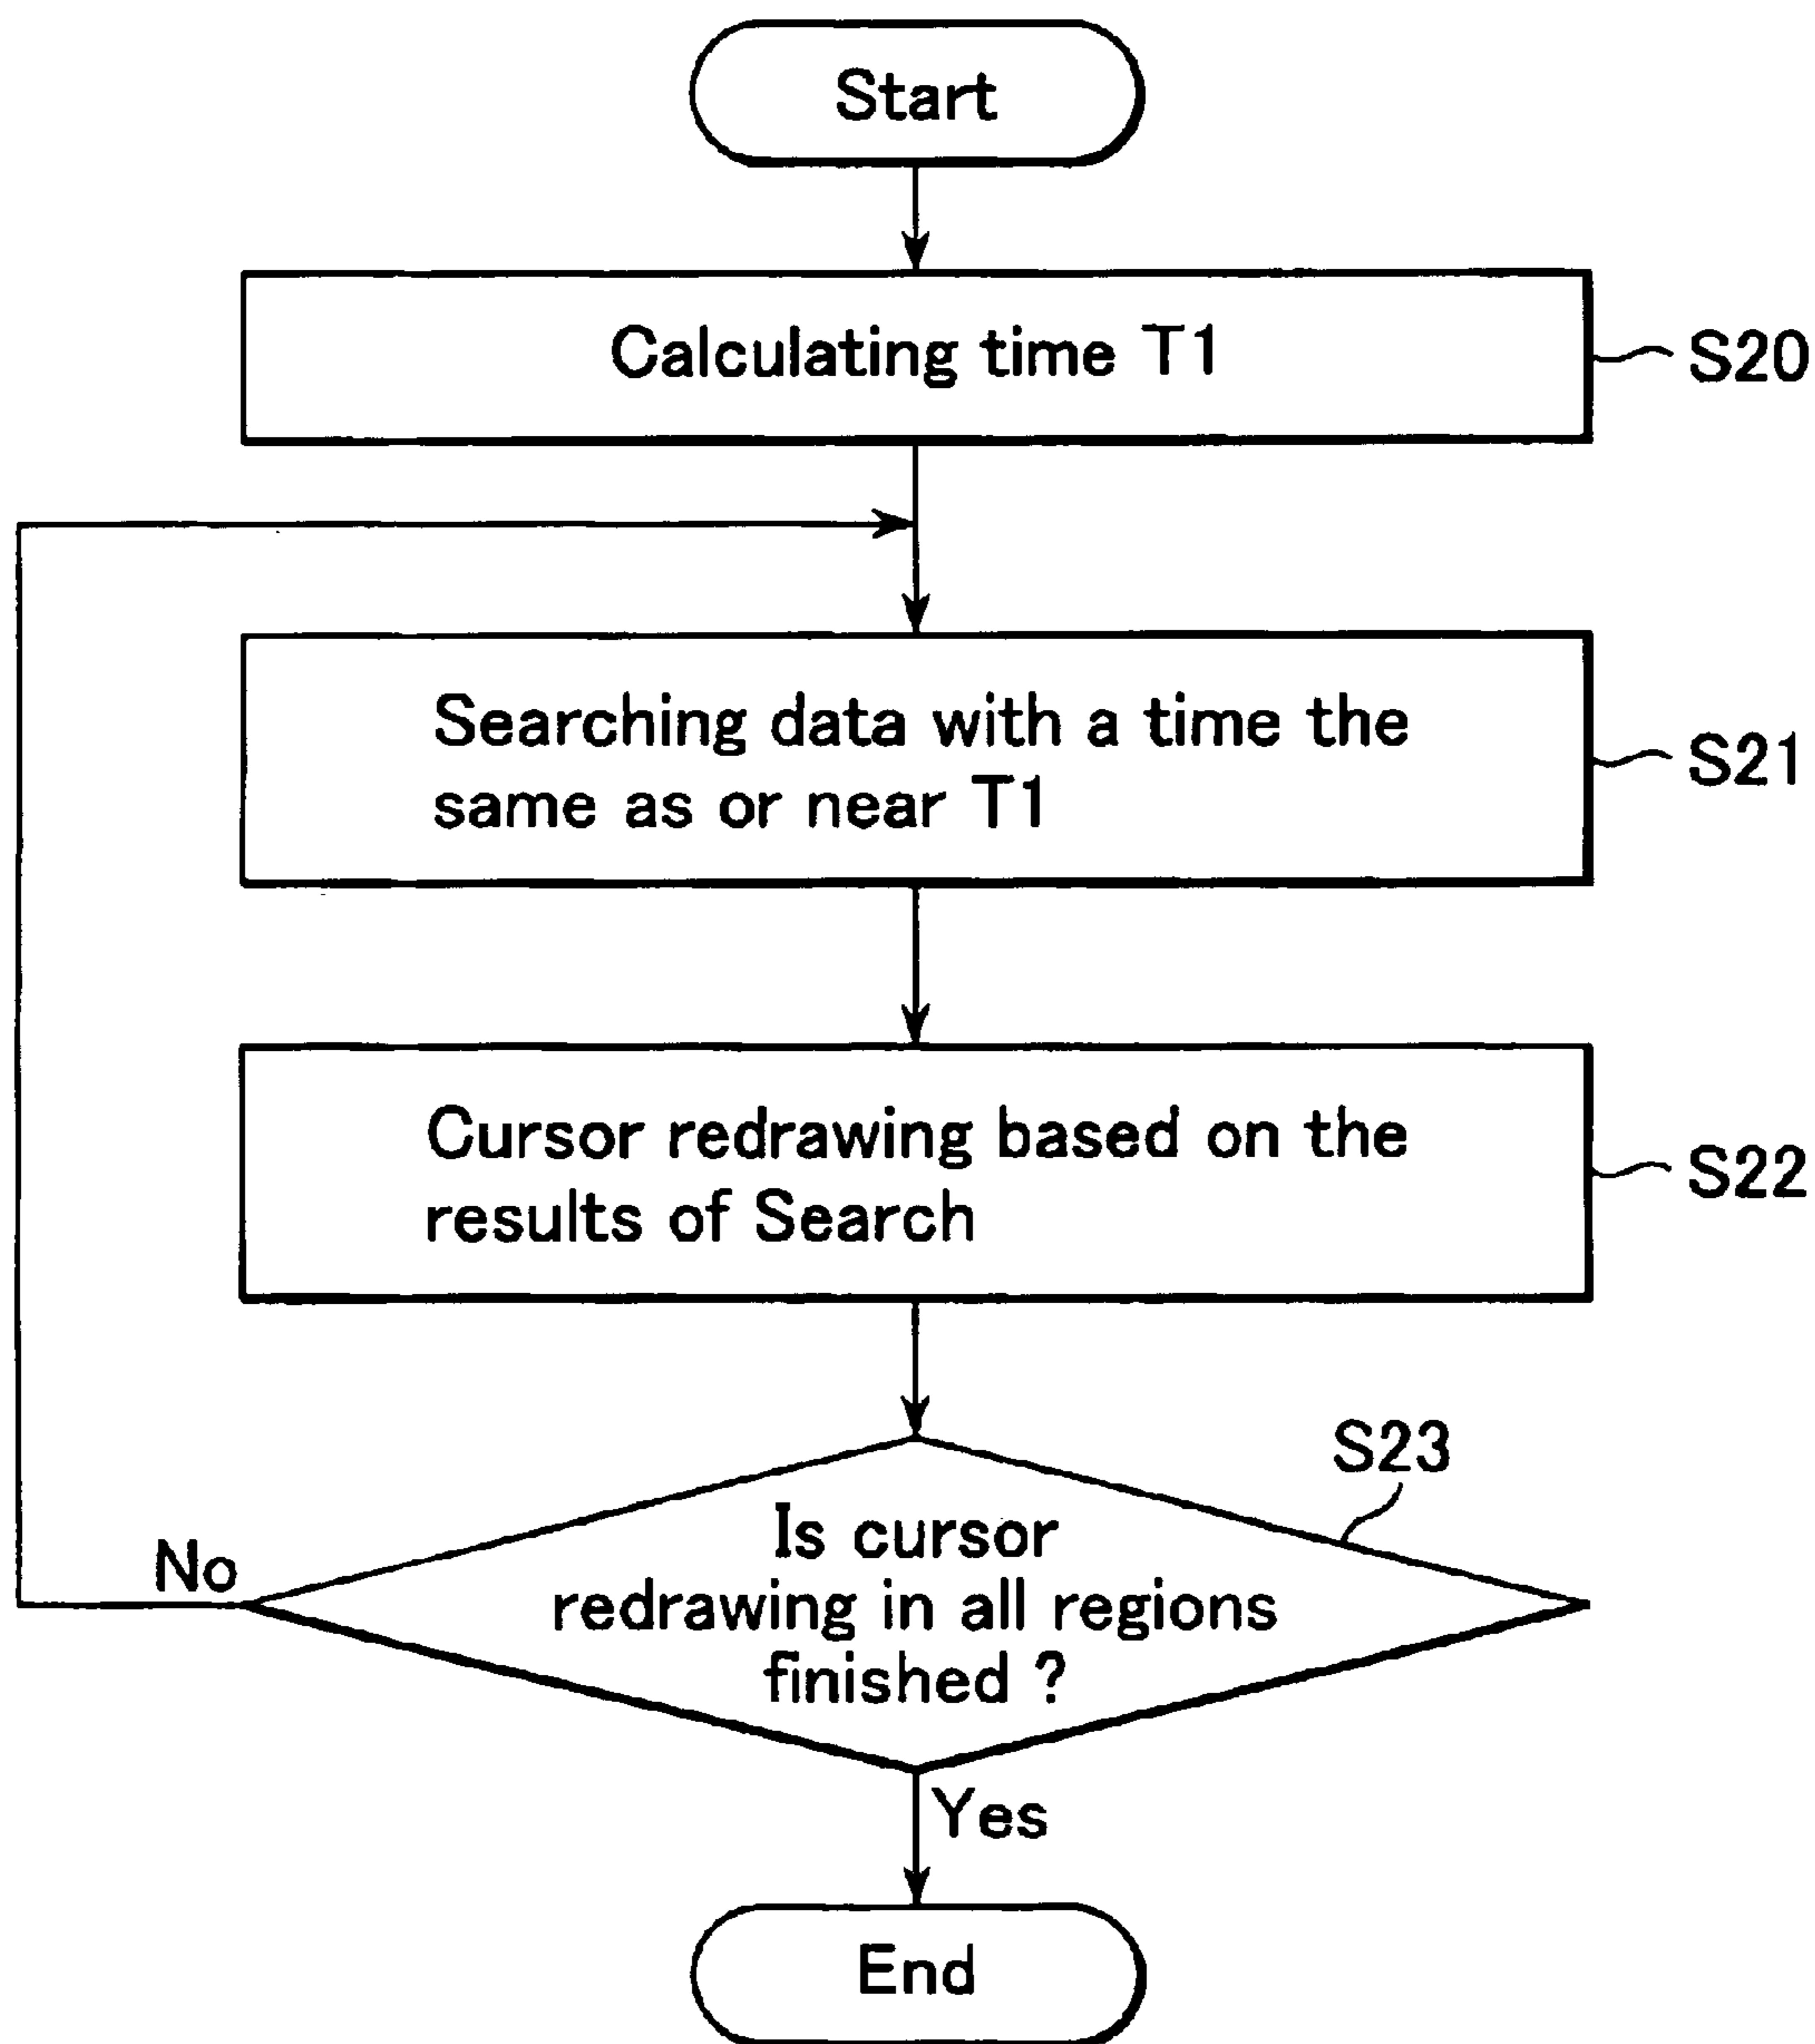 Start
Calculating time T1
S20
Searching data with a time the
same as or near T1
S21
Cursor redrawing based on the
results of Search
S22
S23
Is cursor
redrawing in all regions
finished ?
No
Yes
End